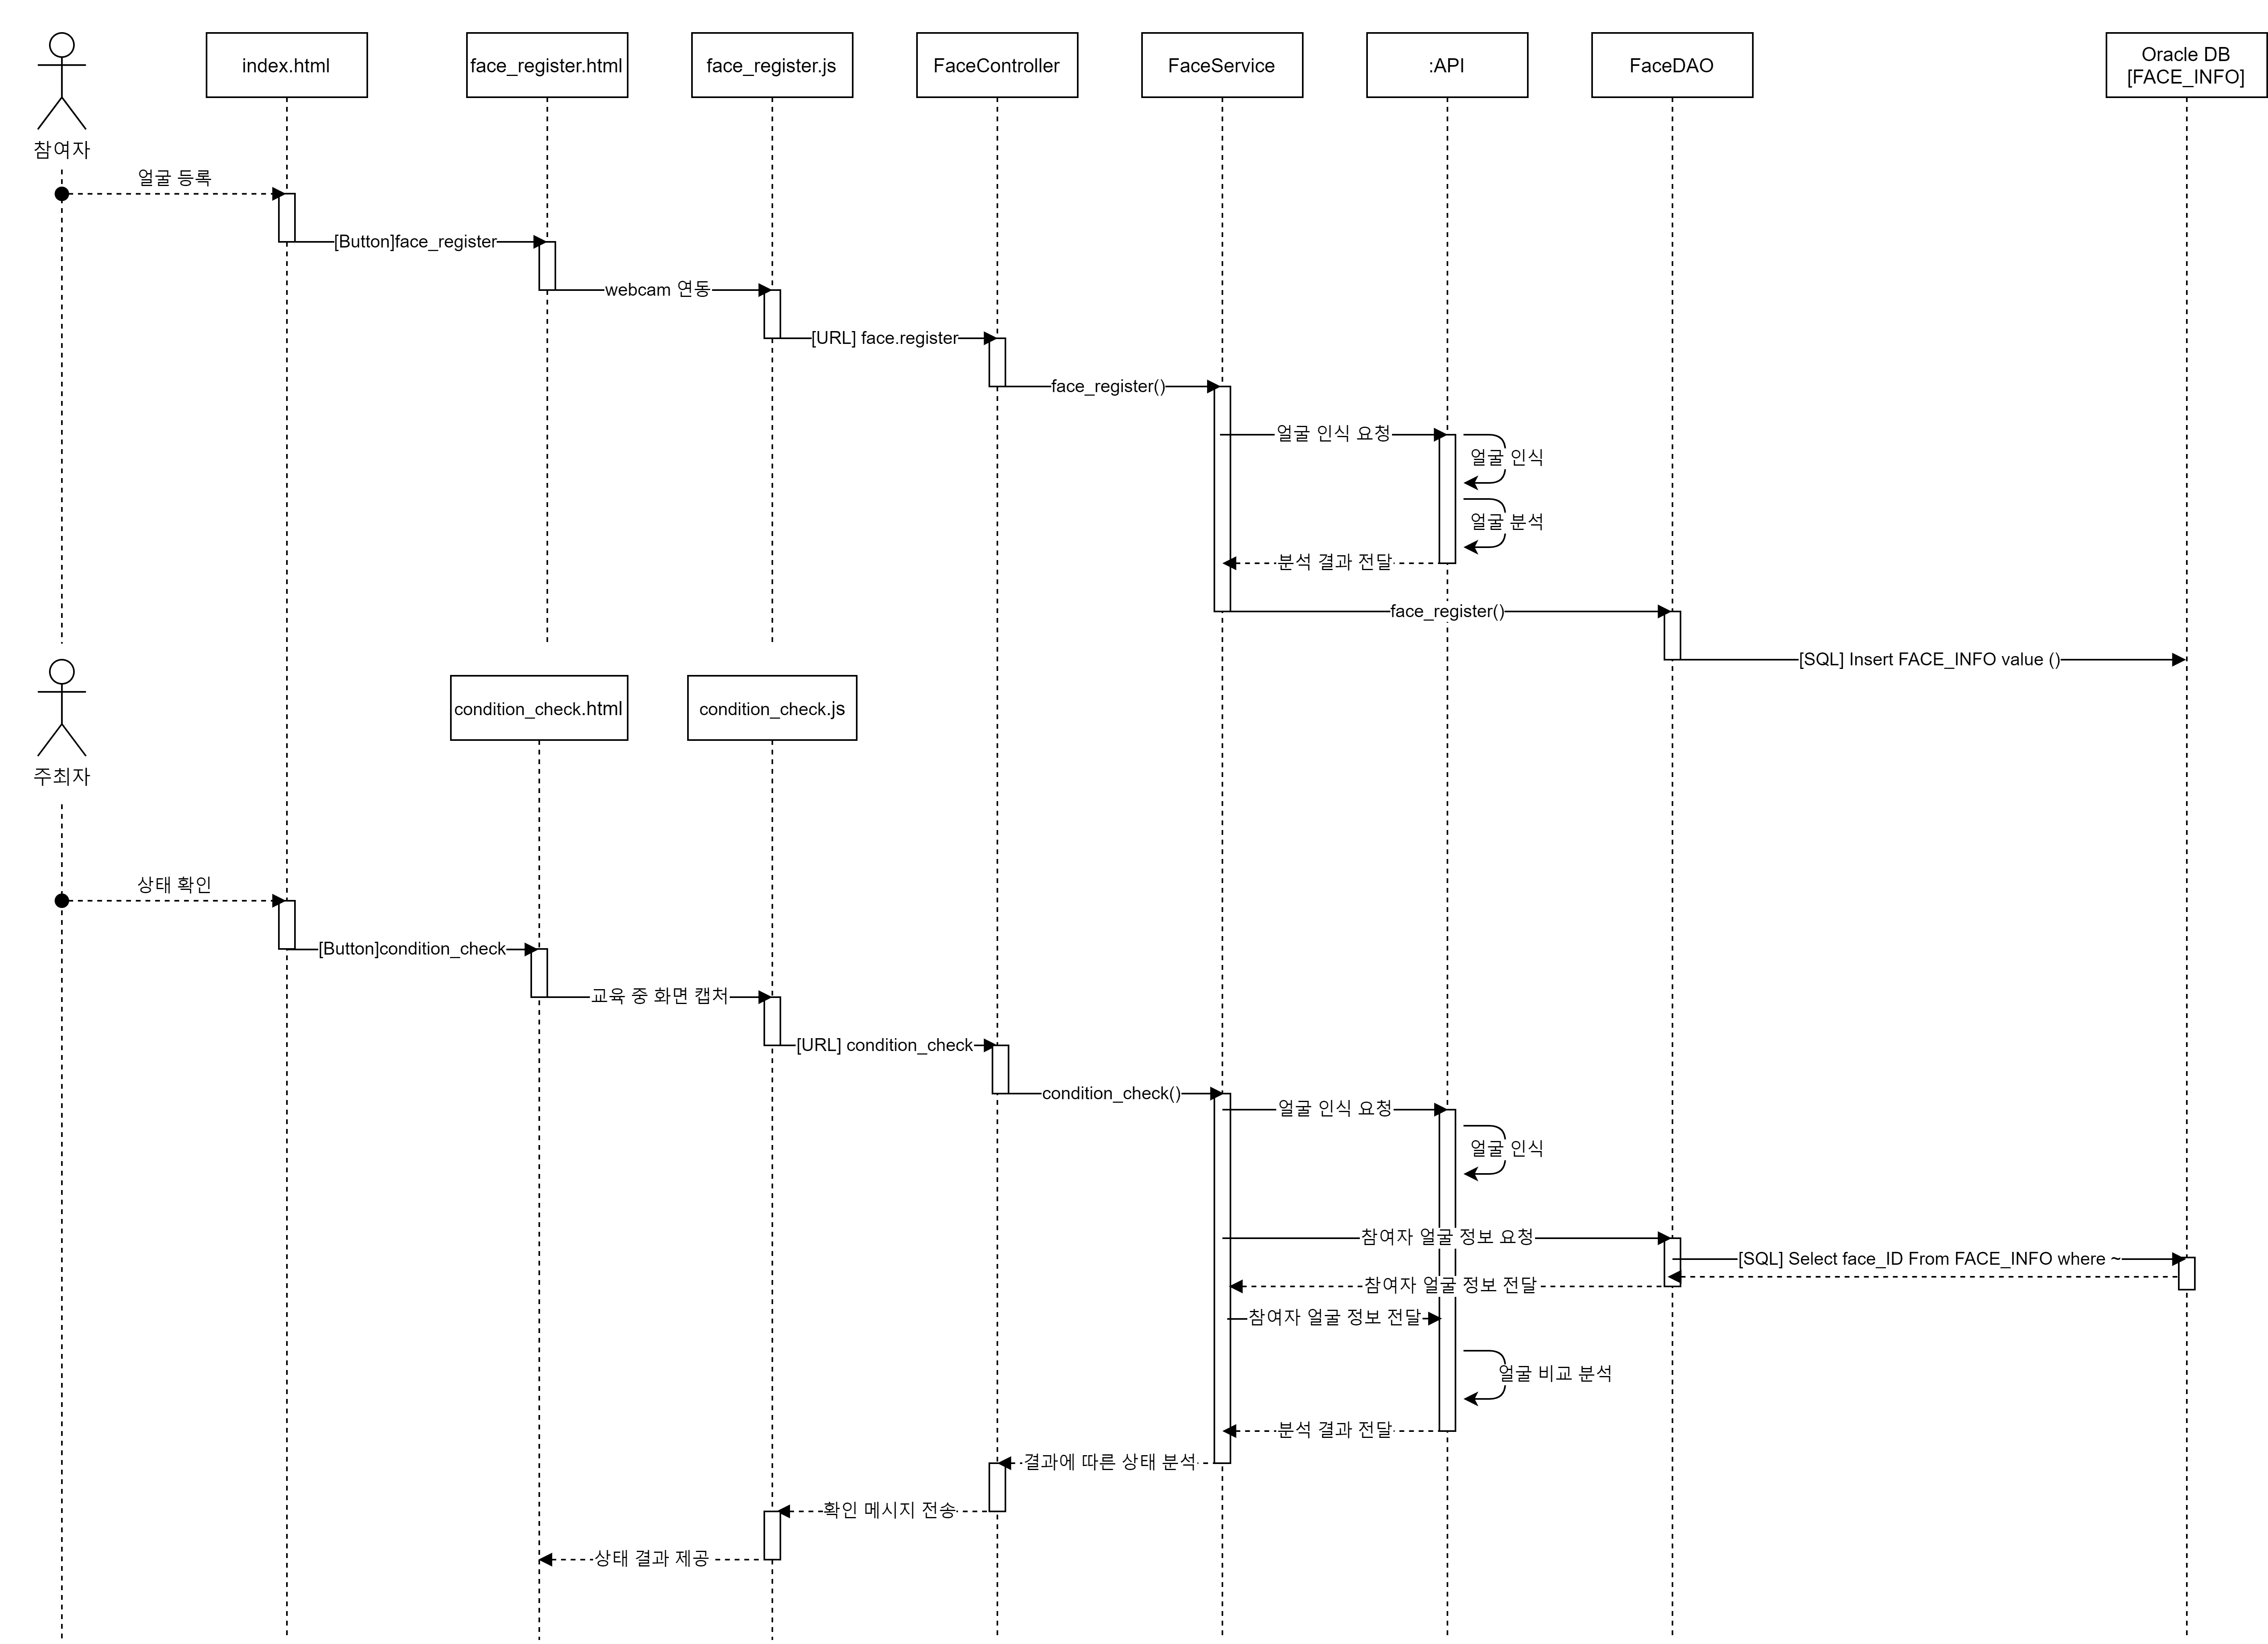 index.html
face_register.html
face_register.js
FaceController
FaceService
:API
FaceDAO
Oracle DB
[FACE_INFO]
참여자
얼굴 등록
[Button]face_register
webcam 연동
[URL] face.register
face_register()
얼굴 인식 요청
얼굴 인식
얼굴 분석
분석 결과 전달
face_register()
[SQL] Insert FACE_INFO value ()
condition_check.html
condition_check.js
주최자
상태 확인
[Button]condition_check
교육 중 화면 캡처
[URL] condition_check
condition_check()
얼굴 인식 요청
얼굴 인식
참여자 얼굴 정보 요청
[SQL] Select face_ID From FACE_INFO where ~
참여자 얼굴 정보 전달
참여자 얼굴 정보 전달
얼굴 비교 분석
분석 결과 전달
결과에 따른 상태 분석
확인 메시지 전송
상태 결과 제공